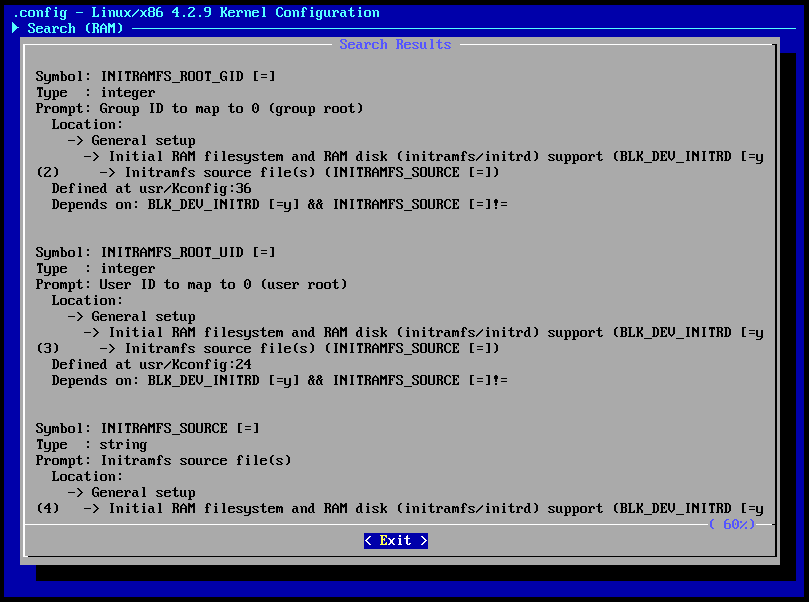 .config - Linux/x86 4.2.9 Kernel Configuration
Search (RAM)
Search Results
Symbol: INITRAMFS_ROOT_GID [=]
Type  : integer
Prompt: Group ID to map to 0 (group root)
  Location:
    -> General setup
      -> Initial RAM filesystem and RAM disk (initramfs/initrd) support (BLK_DEV_INITRD [=y
(2)     -> Initramfs source file(s) (INITRAMFS_SOURCE [=])
  Defined at usr/Kconfig:36
  Depends on: BLK_DEV_INITRD [=y] && INITRAMFS_SOURCE [=]!=
Symbol: INITRAMFS_ROOT_UID [=]
Type  : integer
Prompt: User ID to map to 0 (user root)
  Location:
    -> General setup
      -> Initial RAM filesystem and RAM disk (initramfs/initrd) support (BLK_DEV_INITRD [=y
(3)     -> Initramfs source file(s) (INITRAMFS_SOURCE [=])
  Defined at usr/Kconfig:24
  Depends on: BLK_DEV_INITRD [=y] && INITRAMFS_SOURCE [=]!=
Symbol: INITRAMFS_SOURCE [=]
Type  : string
Prompt: Initramfs source file(s)
  Location:
    -> General setup
(4)   -> Initial RAM filesystem and RAM disk (initramfs/initrd) support (BLK_DEV_INITRD [=y
( 60%)
< Exit >